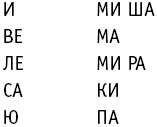 И МИ ША
ВЕ МА
ЛЕ МИ РА
СА КИ
Ю ПА